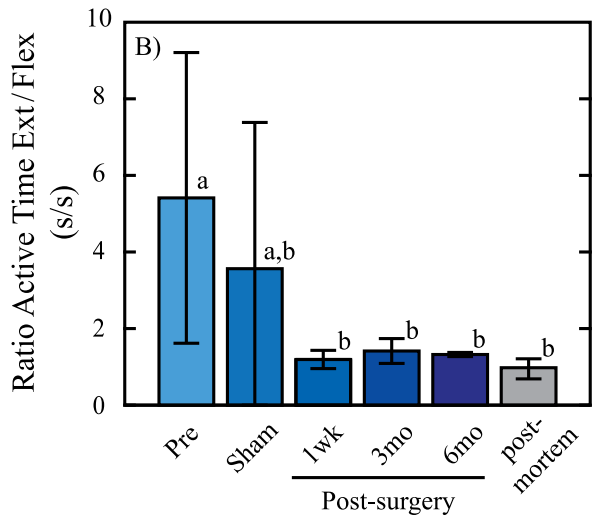 Ratio Active Time Ext/Flex
(s/s)
10
8
6
4
2
0
B)
a
a,b
b
b
b
b
Pre
Sham
1wk
3mo
6mo
post-
mortem
Post-surgery